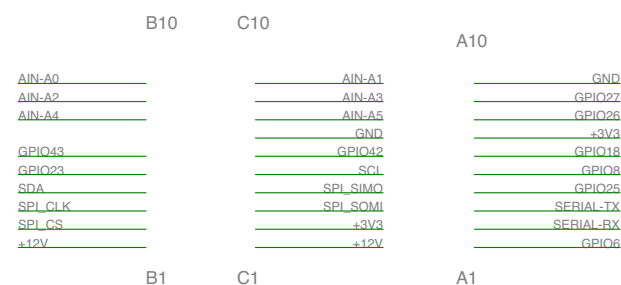 B10 C10
A10
AIN-A0 AIN-A1 GND
AIN-A2 AIN-A3 GPIO27
AIN-A4 AIN-A5 GPIO26
GND +3V3
GPIO43 GPIO42 GPIO18
GPIO23 SCL GPIO8
SDA SPI_SIMO GPIO25
SPI_CLK SPI_SOMI SERIAL-TX
SPI_CS +3V3 SERIAL-RX
+12V +12V GPIO6
B1 C1 A1